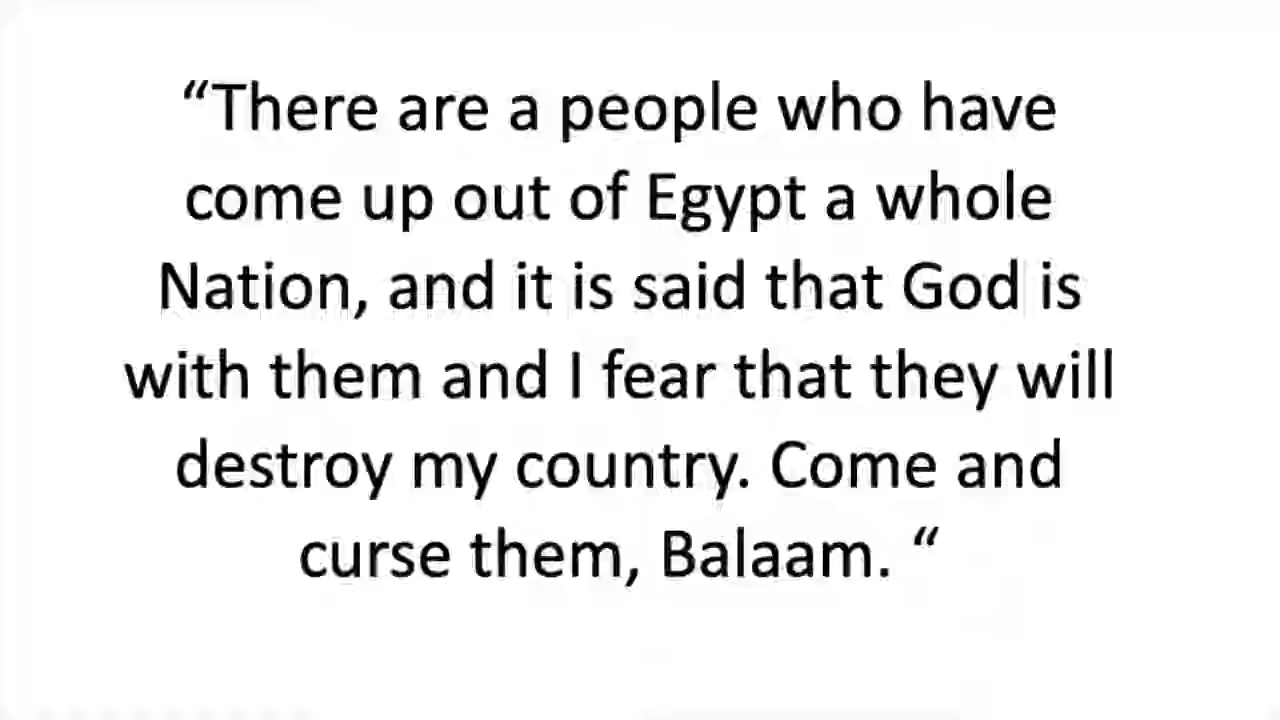 “There are a people who have
come up out of Egypt a whole
Nation, and it is said that God is
with them and I fear that they will
destroy my country. Come and
curse them, Balaam. “